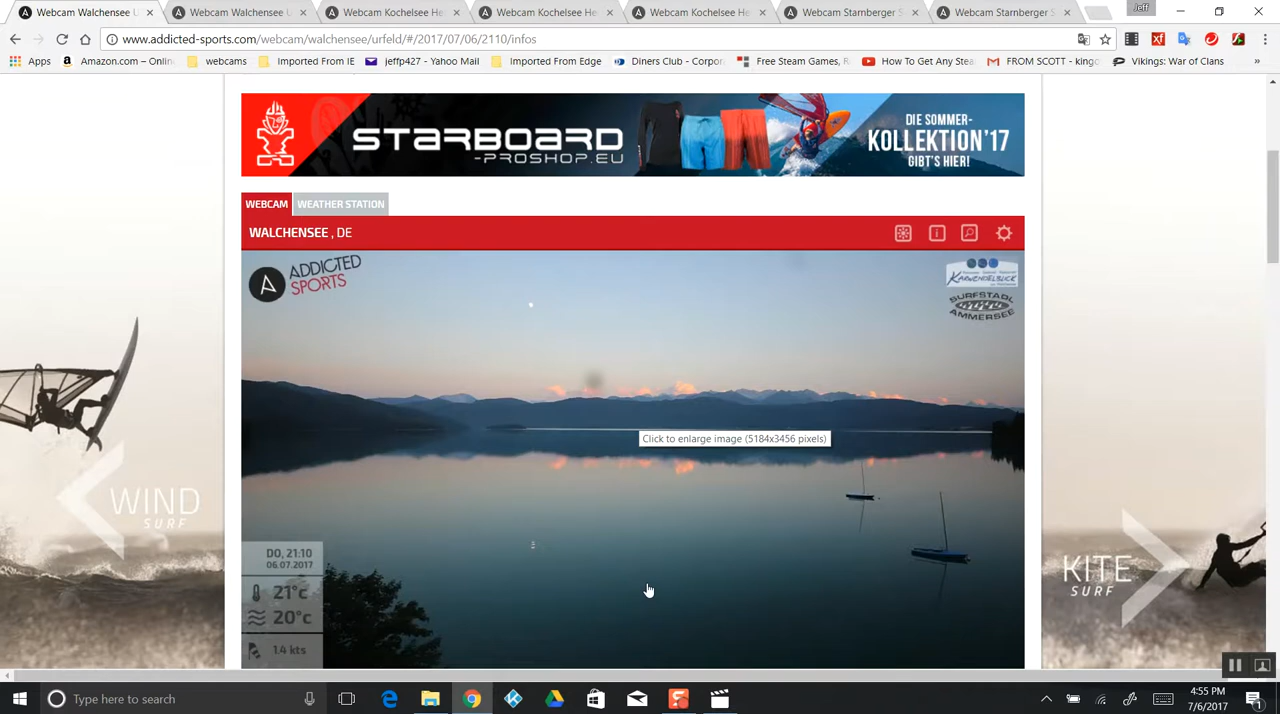 Webcam Walchensee U
Webcam Walchensee U
Webcam Kochelsee He
Webcam Kochelsee He
Webcam Kochelsee He
Webcam Starnberger S
Webcam Starnberger S
Jeff
www.addicted-sports.com/webcam/walchensee/urfeld/#/2017/07/06/2110/infos
Apps
Amazon.com – Onlin
webcams
Imported From IE
jeffp427 - Yahoo Mail
Imported From Edge
Diners Club - Corpor
Free Steam Games, R
How To Get Any Stea
FROM SCOTT - king
Vikings: War of Clans
»
STARBOARD
-PROSHOP.EU
DIE SOMMER-
KOLLEKTION'17
GIBT'S HIER!
WEBCAM
WEATHER STATION
WALCHENSEE , DE
ADDICTED
SPORTS
KARWENDELBLICK
SURFSTADL
AMMERSEE
Click to enlarge image (5184x3456 pixels)
WIND
SURF
KITE
SURF
DO, 21:10
06.07.2017
21°c
20°c
1.4 kts
Type here to search
4:55 PM
7/6/2017
1